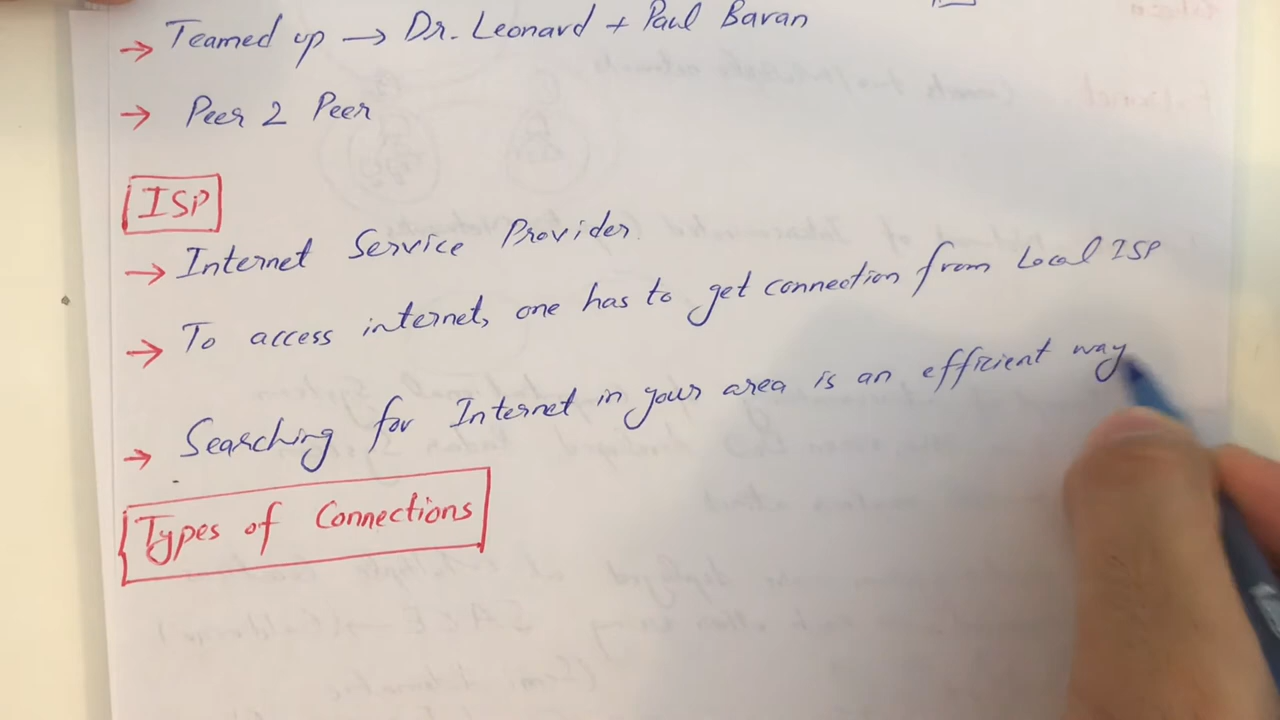 → Teamed up → Dr. Leonard + Paul Baran
→ Peer 2 Peer
ISP
→ Internet Service Provider.
→ To access internet, one has to get connection from Local ISP
→ Searching for Internet in your area is an efficient way
Types of Connections